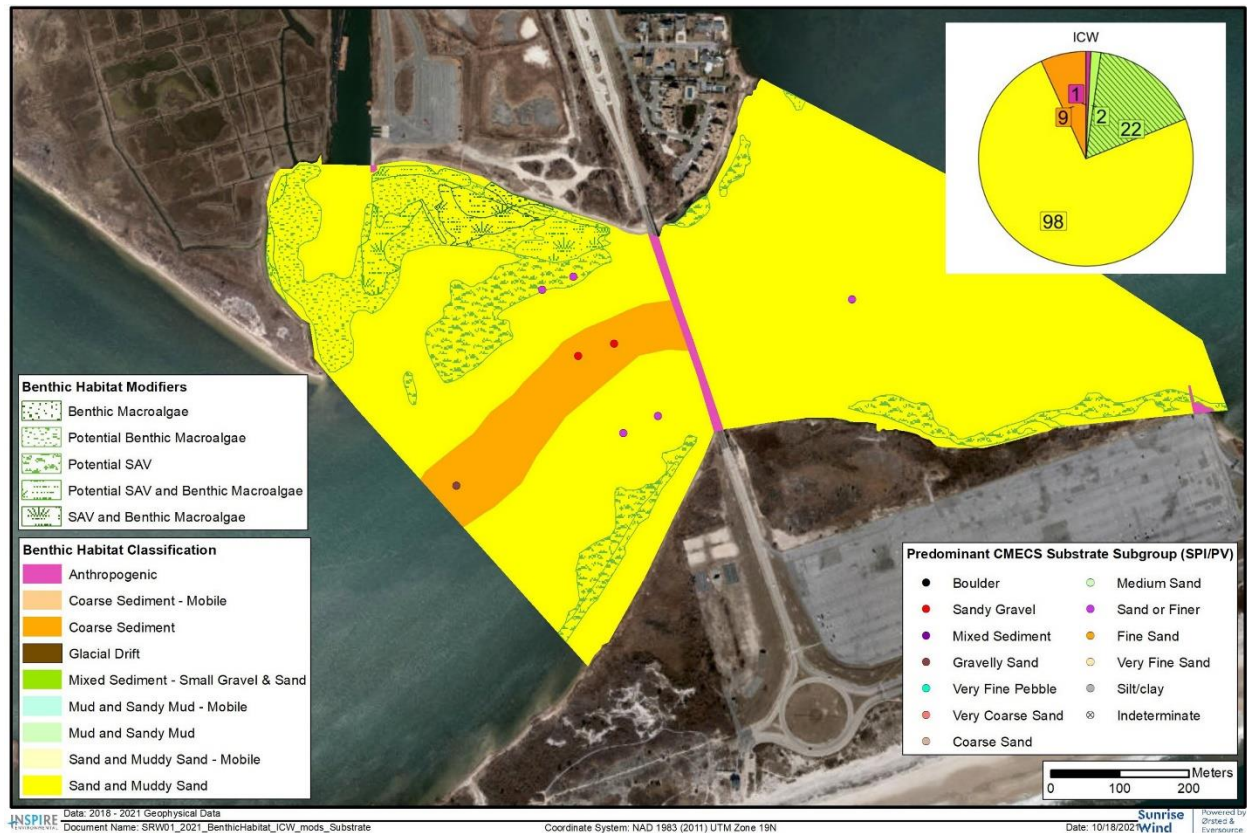 ICW
1
9
2
22
98
Benthic Habitat Modifiers
Benthic Macroalgae
Potential Benthic Macroalgae
Potential SAV
Potential SAV and Benthic Macroalgae
SAV and Benthic Macroalgae
Benthic Habitat Classification
Anthropogenic
Coarse Sediment - Mobile
Coarse Sediment
Glacial Drift
Mixed Sediment - Small Gravel & Sand
Mud and Sandy Mud - Mobile
Mud and Sandy Mud
Sand and Muddy Sand - Mobile
Sand and Muddy Sand
Predominant CMECS Substrate Subgroup (SPI/PV)
Boulder
Sandy Gravel
Mixed Sediment
Gravelly Sand
Very Fine Pebble
Very Coarse Sand
Coarse Sand
Medium Sand
Sand or Finer
Fine Sand
Very Fine Sand
Silt/clay
Indeterminate
Meters
0 100 200
INSPIRE
ENVIRONMENTAL
Data: 2018 - 2021 Geophysical Data
Document Name: SRW01_2021_BenthicHabitat_ICW_mods_Substrate
Coordinate System: NAD 1983 (2011) UTM Zone 19N
Date: 10/18/2021
Sunrise
Wind
Powered by
Ørsted &
Eversource